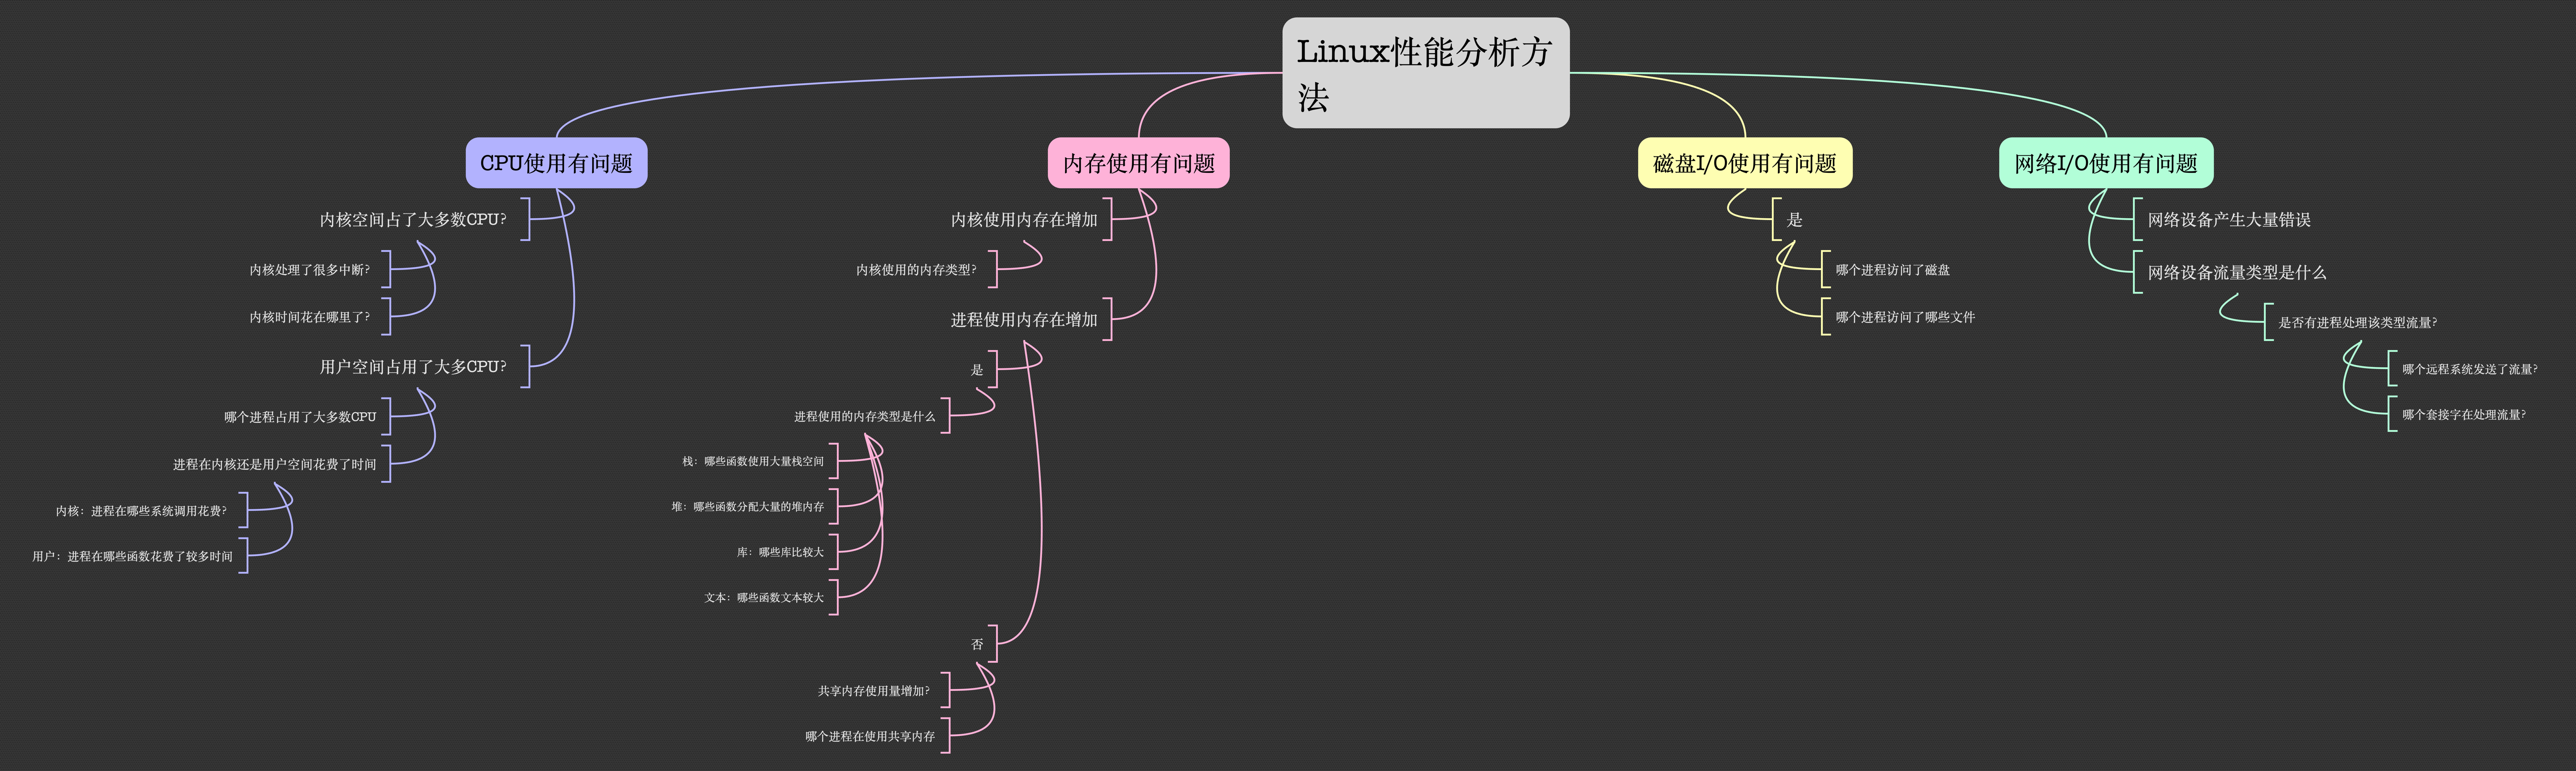 Linux性能分析方
法
CPU使用有问题
内核空间占了大多数CPU?
内核处理了很多中断?
内核时间花在哪里了?
用户空间占用了大多CPU?
哪个进程占用了大多数CPU
进程在内核还是用户空间花费了时间
内核: 进程在哪些系统调用花费?
用户: 进程在哪些函数花费了较多时间
内存使用有问题
内核使用内存在增加
内核使用的内存类型?
进程使用内存在增加
是
进程使用的内存类型是什么
栈: 哪些函数使用大量栈空间
堆: 哪些函数分配大量的堆内存
库: 哪些库比较大
文本: 哪些函数文本较大
否
共享内存使用量增加?
哪个进程在使用共享内存
磁盘I/O使用有问题
是
哪个进程访问了磁盘
哪个进程访问了哪些文件
网络I/O使用有问题
网络设备产生大量错误
网络设备流量类型是什么
是否有进程处理该类型流量?
哪个远程系统发送了流量?
哪个套接字在处理流量?